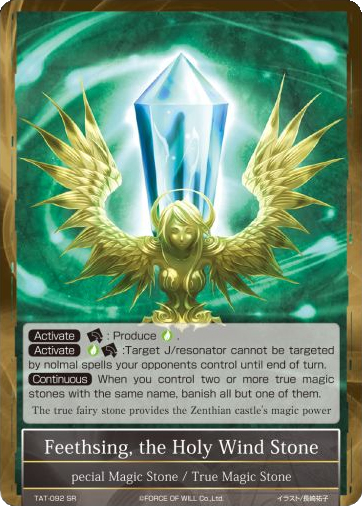 Activate : Produce .
Activate :Target J/resonator cannot be targeted
by nolmal spells your opponents control until end of turn.
Continuous When you control two or more true magic
stones with the same name, banish all but one of them.
The true fairy stone provides the Zenthian castle's magic power
Feethsing, the Holy Wind Stone
pecial Magic Stone / True Magic Stone
TAT-092 SR ©FORCE OF WILL Co.,Ltd. イラスト/長崎祐子